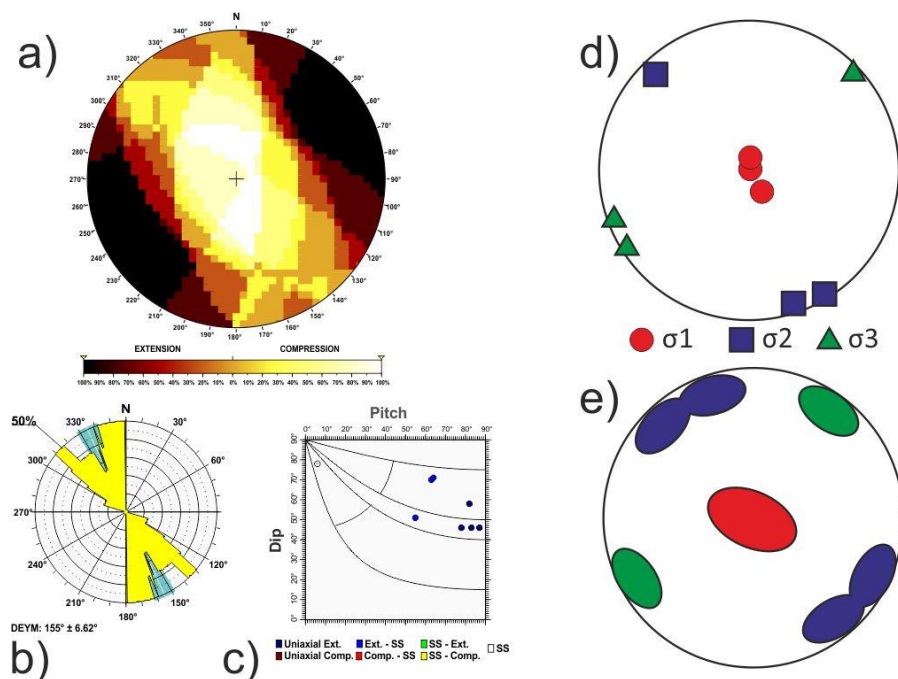 a)
N
350° 10°
340° 20°
330° 30°
320° 40°
310° 50°
300° 60°
290° 70°
280° 80°
270° 90°
260° 100°
250° 110°
240° 120°
230° 130°
220° 140°
210° 150°
200° 160°
190° 170°
180°
EXTENSION COMPRESSION
100% 90% 80% 70% 60% 50% 40% 30% 20% 10% 0% 10% 20% 30% 40% 50% 60% 70% 80% 90% 100%
d)
σ1 σ2 σ3
50%
N
330° 30°
300° 60°
270°
240° 120°
210° 150°
180°
DEYM: 155° ± 6.62°
b)
Pitch
0° 10° 20° 30° 40° 50° 60° 70° 80° 90°
Dip
90°
80°
70°
60°
50°
40°
30°
20°
10°
0°
c)
Uniaxial Ext. Ext. - SS SS - Ext. SS
Uniaxial Comp. Comp. - SS SS - Comp.
e)